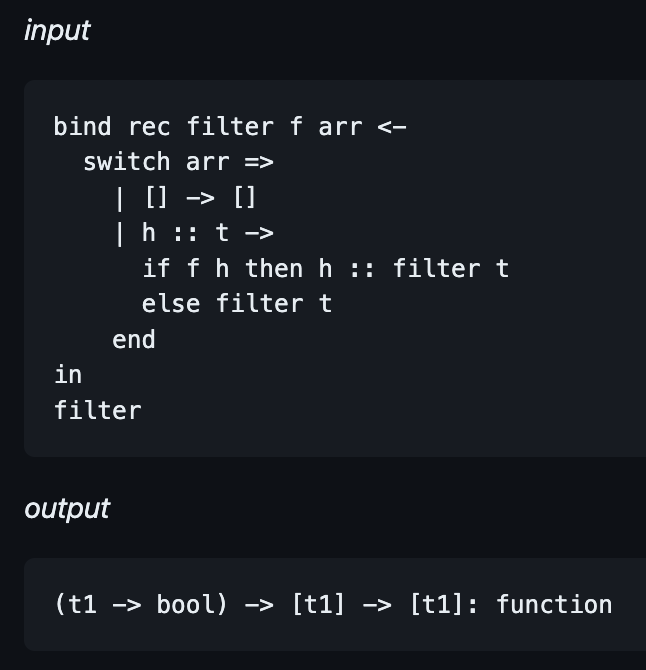 input
bind rec filter f arr <-
  switch arr =>
    | [] -> []
    | h :: t ->
      if f h then h :: filter t
      else filter t
    end
in
filter
output
(t1 -> bool) -> [t1] -> [t1]: function